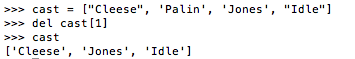 >>> cast = ["Cleese", 'Palin', 'Jones', "Idle"]
>>> del cast[1]
>>> cast
['Cleese', 'Jones', 'Idle']